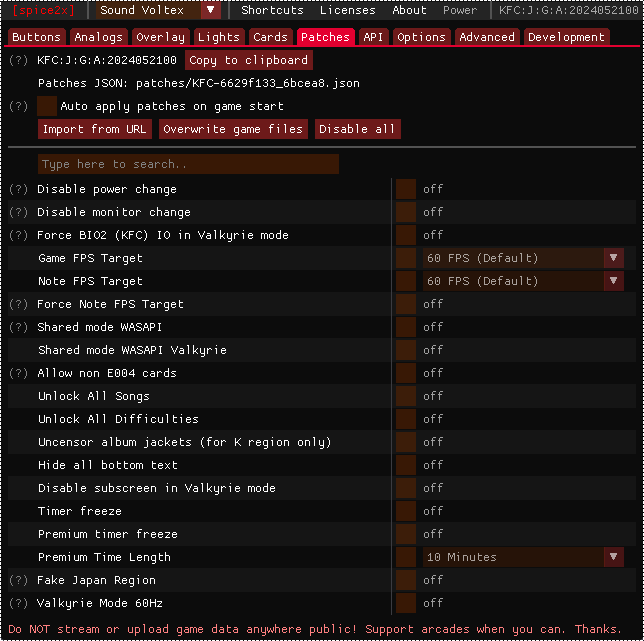 [spice2x] Sound Voltex ▼ Shortcuts Licenses About Power KFC:J:G:A:2024052100
Buttons Analogs Overlay Lights Cards Patches API Options Advanced Development
(?) KFC:J:G:A:2024052100 Copy to clipboard
Patches JSON: patches/KFC-6629f133_6bcea8.json
(?) Auto apply patches on game start
Import from URL Overwrite game files Disable all
Type here to search..
(?) Disable power change off
(?) Disable monitor change off
(?) Force BIO2 (KFC) IO in Valkyrie mode off
Game FPS Target 60 FPS (Default) ▼
Note FPS Target 60 FPS (Default) ▼
(?) Force Note FPS Target off
(?) Shared mode WASAPI off
Shared mode WASAPI Valkyrie off
(?) Allow non E004 cards off
Unlock All Songs off
Unlock All Difficulties off
Uncensor album jackets (for K region only) off
Hide all bottom text off
Disable subscreen in Valkyrie mode off
Timer freeze off
Premium timer freeze off
Premium Time Length 10 Minutes ▼
(?) Fake Japan Region off
(?) Valkyrie Mode 60Hz off
Do NOT stream or upload game data anywhere public! Support arcades when you can. Thanks.